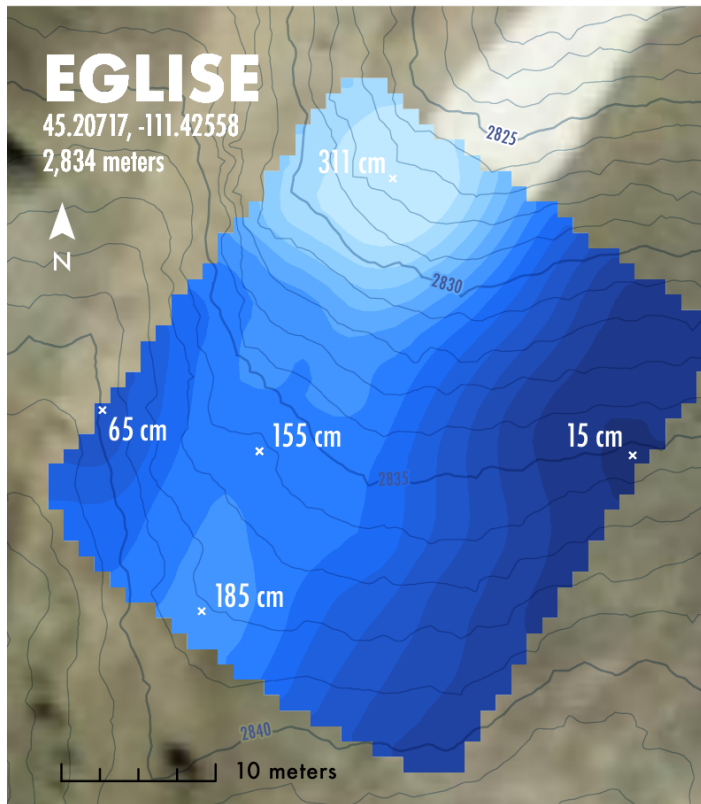 EGLISE
45.20717, -111.42558
2,834 meters
N
2825
311 cm
2830
65 cm
155 cm
15 cm
2835
185 cm
2840
10 meters